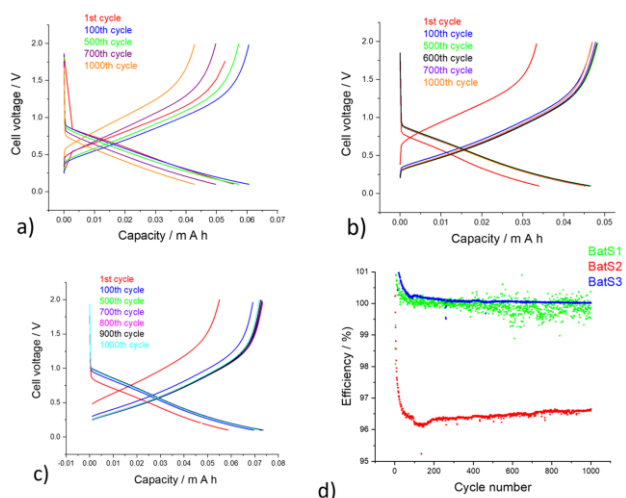 1st cycle
100th cycle
500th cycle
700th cycle
1000th cycle
Cell voltage / V
2.0
1.5
1.0
0.5
0.0
0.00 0.01 0.02 0.03 0.04 0.05 0.06 0.07
Capacity / m A h
a)
1st cycle
100th cycle
500th cycle
600th cycle
700th cycle
1000th cycle
Cell voltage / V
2.0
1.5
1.0
0.5
0.0
0.00 0.01 0.02 0.03 0.04 0.05
Capacity / m A h
b)
1st cycle
100th cycle
500th cycle
700th cycle
800th cycle
900th cycle
1000th cycle
Cell voltage / V
2.0
1.5
1.0
0.5
0.0
-0.01 0.00 0.01 0.02 0.03 0.04 0.05 0.06 0.07 0.08
Capacity / m A h
c)
BatS1
BatS2
BatS3
Efficiency / %)
101
100
99
98
97
96
95
0 200 400 600 800 1000
Cycle number
d)